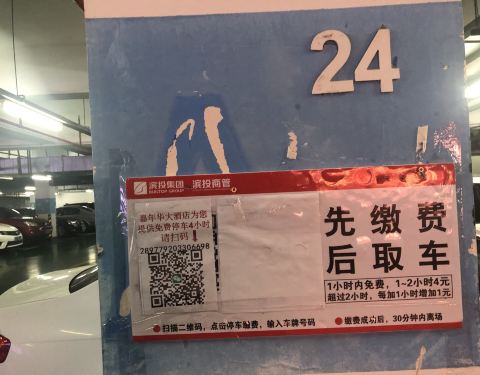 24
滨投集团 滨投商管
BINJTOUP GROUP
嘉年华大酒店为您
提供免费停车4小时
请扫码！
2897779203306698
先缴费
后取车
1小时内免费，1~2小时4元
超过2小时，每加1小时增加1元
扫描二维码，点击停车缴费，输入车牌号码
缴费成功后，30分钟内离场